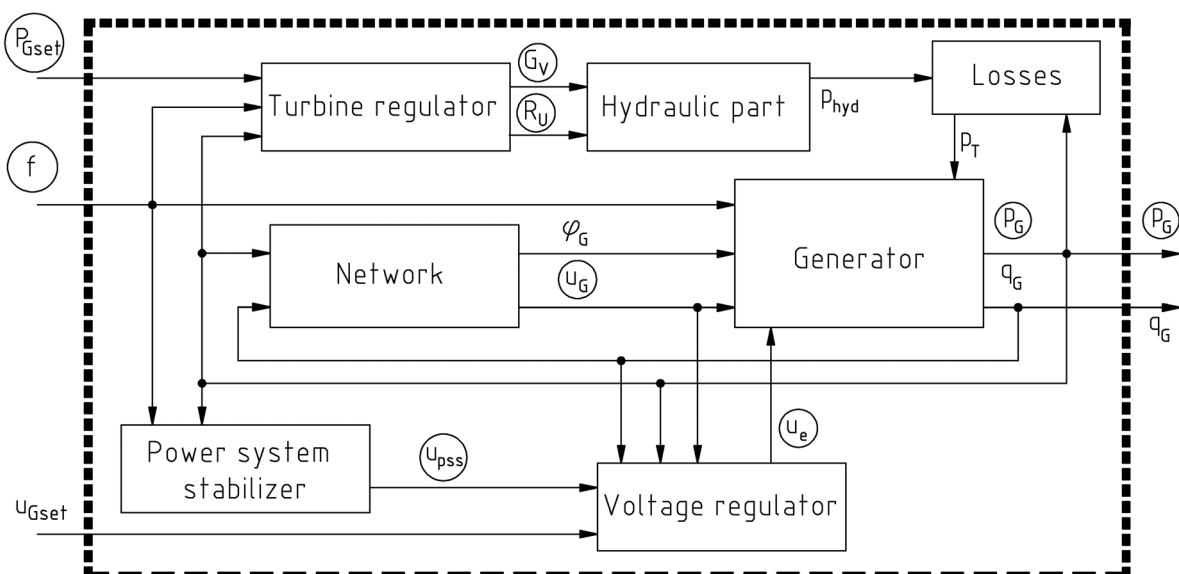 PGset
GV
Losses
Turbine regulator
Hydraulic part
phyd
RU
pT
f
φG
pG
PG
Network
Generator
uG
qG
qG
Power system
stabilizer
upss
ue
Voltage regulator
uGset